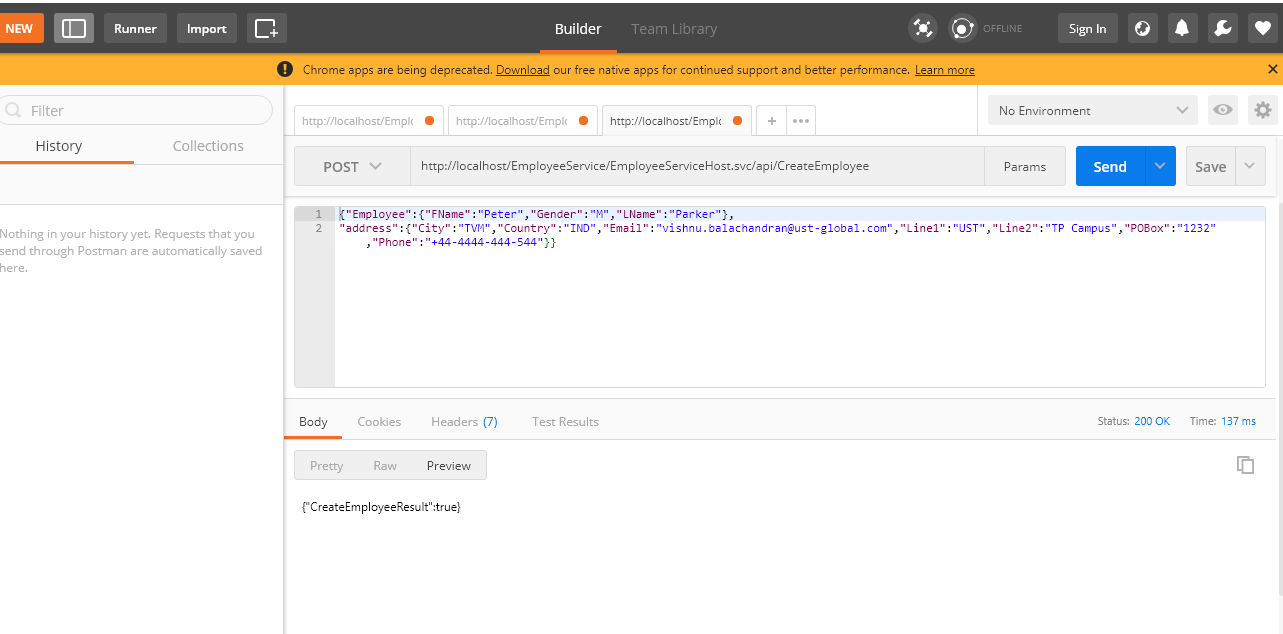 NEW Runner Import Builder Team Library OFFLINE Sign In
! Chrome apps are being deprecated. Download our free native apps for continued support and better performance. Learn more ×
Filter
History Collections
Nothing in your history yet. Requests that you
send through Postman are automatically saved
here.
http://localhost/Emplo http://localhost/Emplo http://localhost/Emplo + ••• No Environment
POST http://localhost/EmployeeService/EmployeeServiceHost.svc/api/CreateEmployee Params Send Save
1 {"Employee":{"FName":"Peter","Gender":"M","LName":"Parker"},
2 "address":{"City":"TVM","Country":"IND","Email":"vishnu.balachandran@ust-global.com","Line1":"UST","Line2":"TP Campus","POBox":"1232"
,"Phone":"+44-4444-444-544"}}
Body Cookies Headers (7) Test Results Status: 200 OK Time: 137 ms
Pretty Raw Preview
{"CreateEmployeeResult":true}